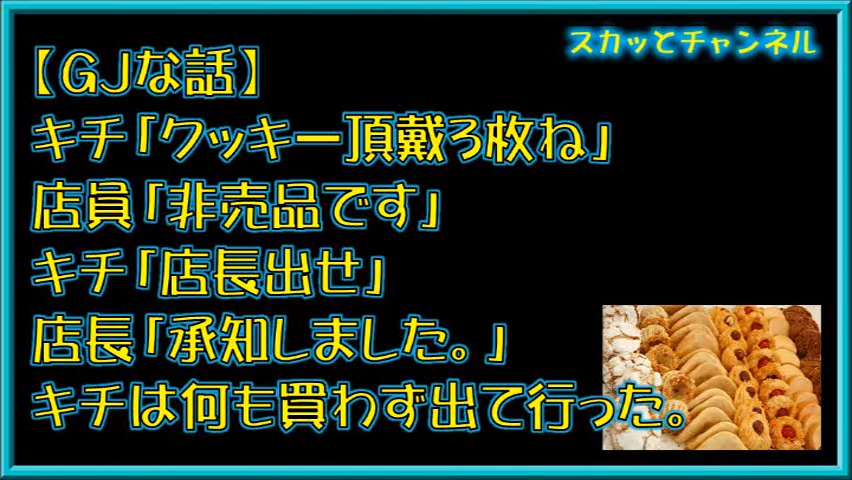 スカッとチャンネル
【GJな話】
キチ「クッキー頂戴3枚ね」
店員「非売品です」
キチ「店長出せ」
店長「承知しました。」
キチは何も買わず出て行った。